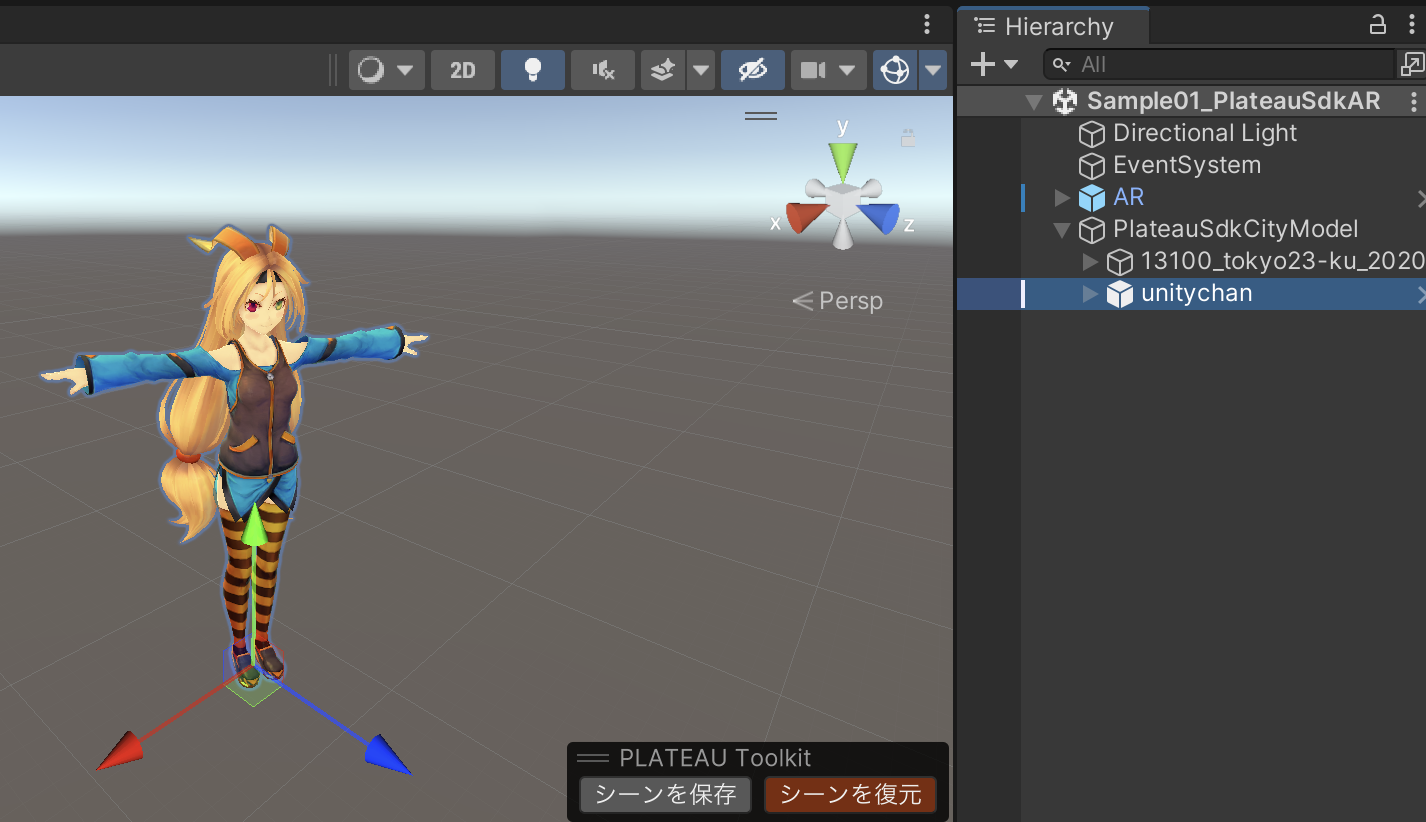 Hierarchy
2D
All
Sample01_PlateauSdkAR
Directional Light
EventSystem
AR
PlateauSdkCityModel
13100_tokyo23-ku_2020
unitychan
y
x
z
Persp
PLATEAU Toolkit
シーンを保存
シーンを復元